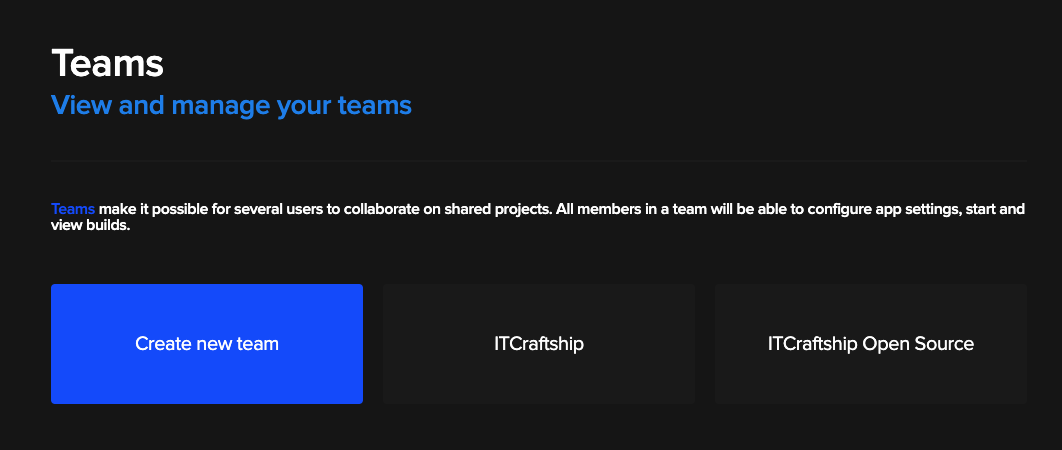 Teams
View and manage your teams
Teams make it possible for several users to collaborate on shared projects. All members in a team will be able to configure app settings, start and
view builds.
Create new team
ITCraftship
ITCraftship Open Source